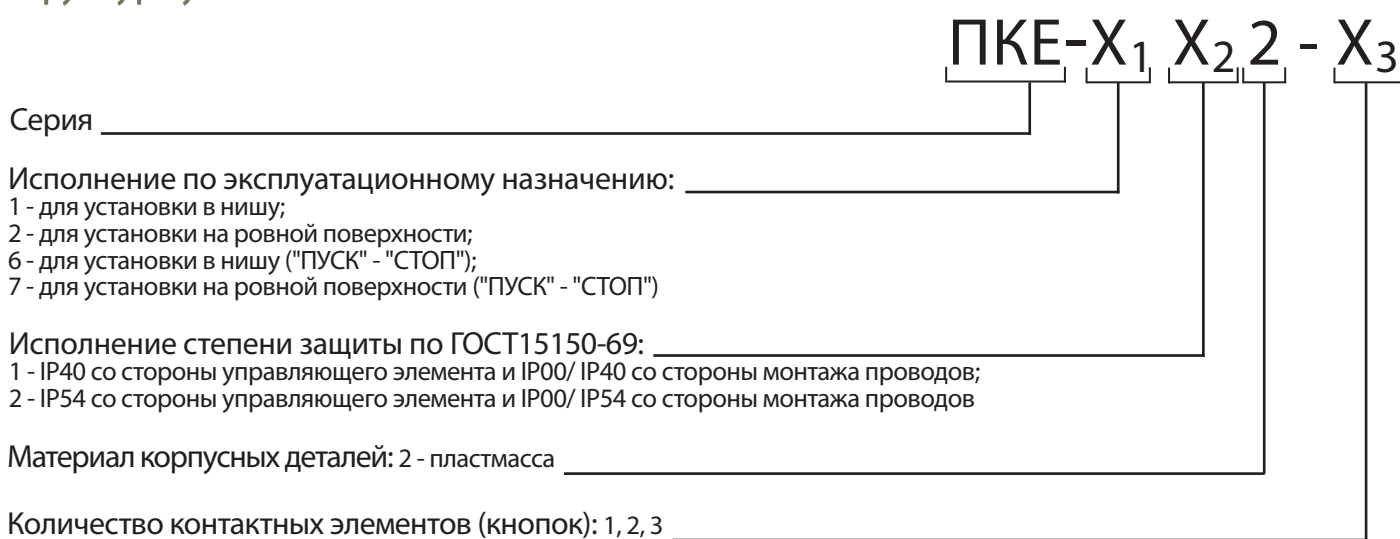 ПКЕ-X1 X2 2 - X3
Серия
Исполнение по эксплуатационному назначению:
1 - для установки в нишу;
2 - для установки на ровной поверхности;
6 - для установки в нишу ("ПУСК" - "СТОП");
7 - для установки на ровной поверхности ("ПУСК" - "СТОП")
Исполнение степени защиты по ГОСТ15150-69:
1 - IP40 со стороны управляющего элемента и IP00/ IP40 со стороны монтажа проводов;
2 - IP54 со стороны управляющего элемента и IP00/ IP54 со стороны монтажа проводов
Материал корпусных деталей: 2 - пластмасса
Количество контактных элементов (кнопок): 1, 2, 3